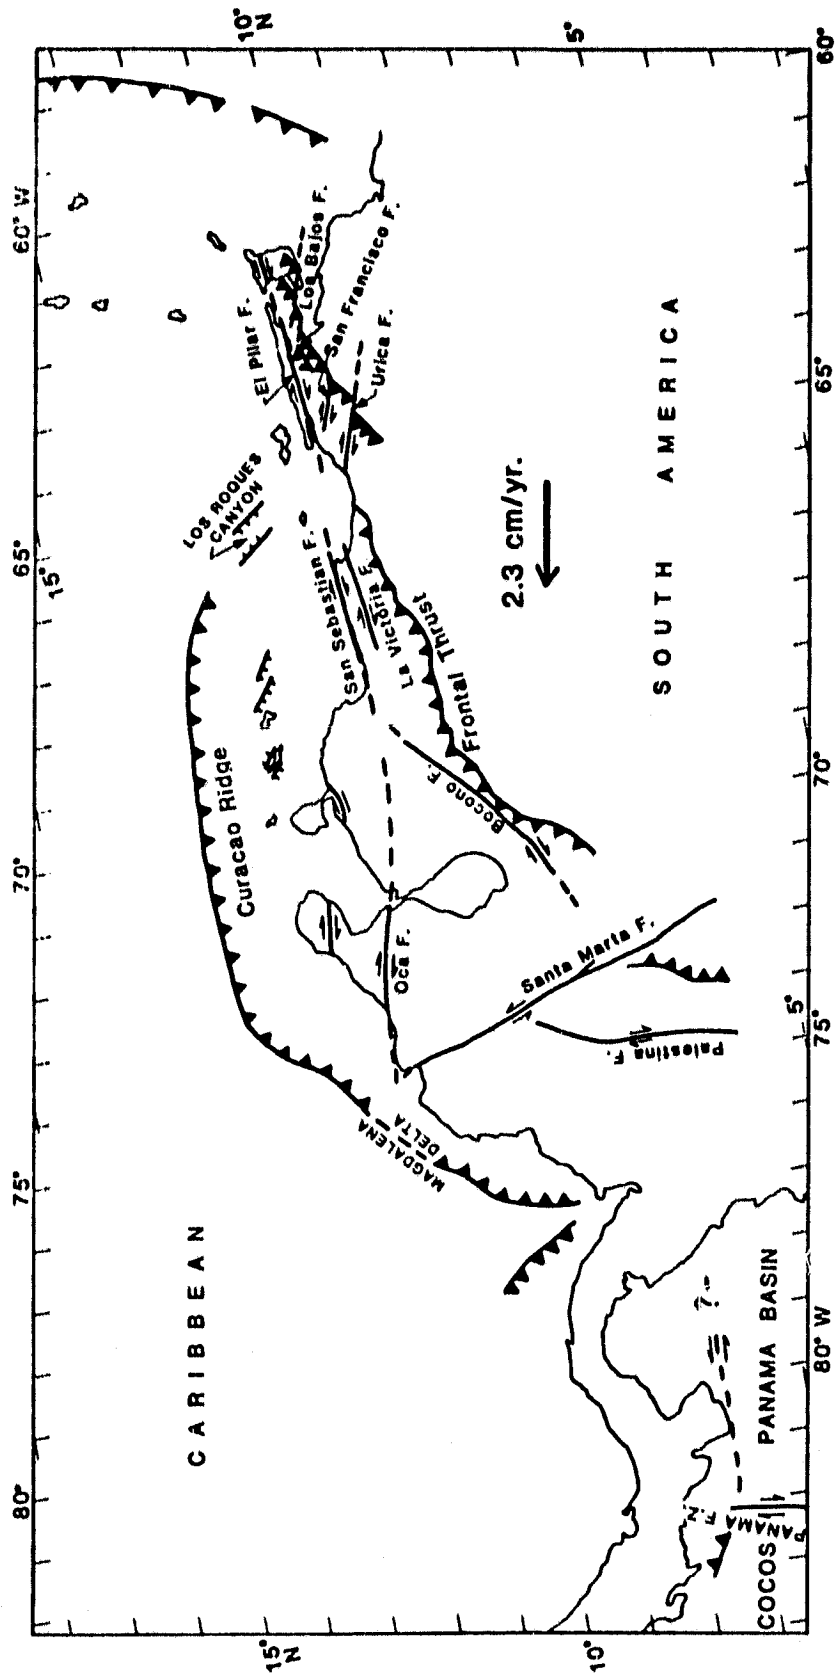 80°
75°
70°
65°
60° W
15°
N
15°
10°
N
CARIBBEAN
Curacao Ridge
LOS ROQUES
CANYON
El Pilar F.
Los Bajos F.
San Francisco F.
Urica F.
San Sebastian F.
La Victoria F.
Frontal Thrust
Bocono F.
Oca F.
MAGDALENA
DELTA
Santa Marta F.
Palestina F.
2.3 cm/yr.
SOUTH AMERICA
?
PANAMA BASIN
PANAMA
F.Z.
COCOS
10°
80° W
75°
5°
70°
65°
60°
5°